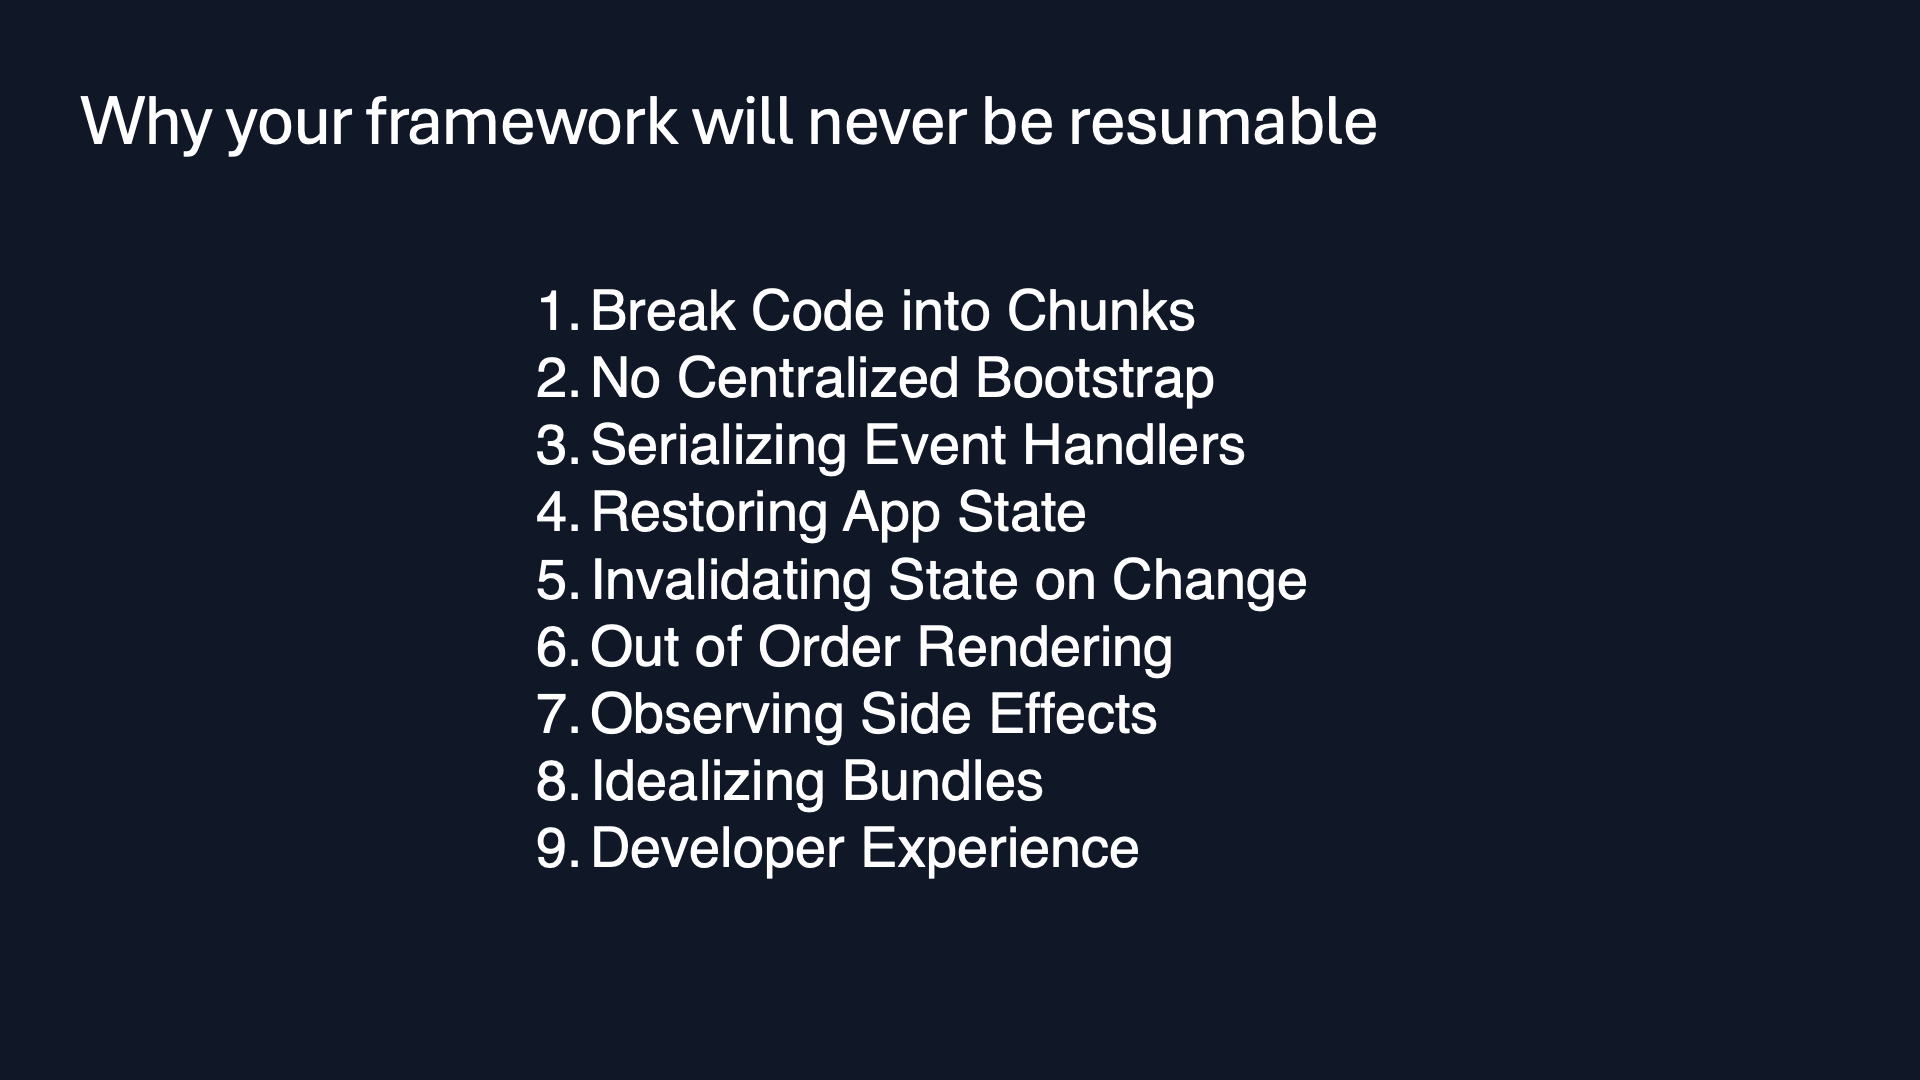 Why your framework will never be resumable
1. Break Code into Chunks
2. No Centralized Bootstrap
3. Serializing Event Handlers
4. Restoring App State
5. Invalidating State on Change
6. Out of Order Rendering
7. Observing Side Effects
8. Idealizing Bundles
9. Developer Experience